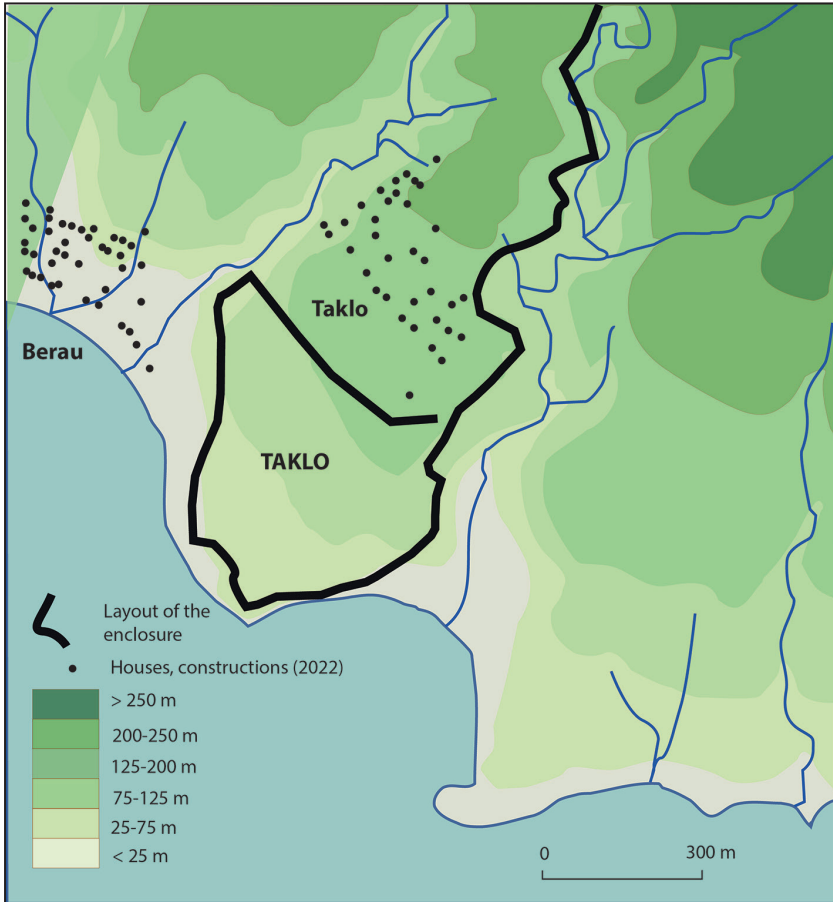 Taklo
Berau
TAKLO
Layout of the
enclosure
Houses, constructions (2022)
> 250 m
200-250 m
125-200 m
75-125 m
25-75 m
< 25 m
0 300 m